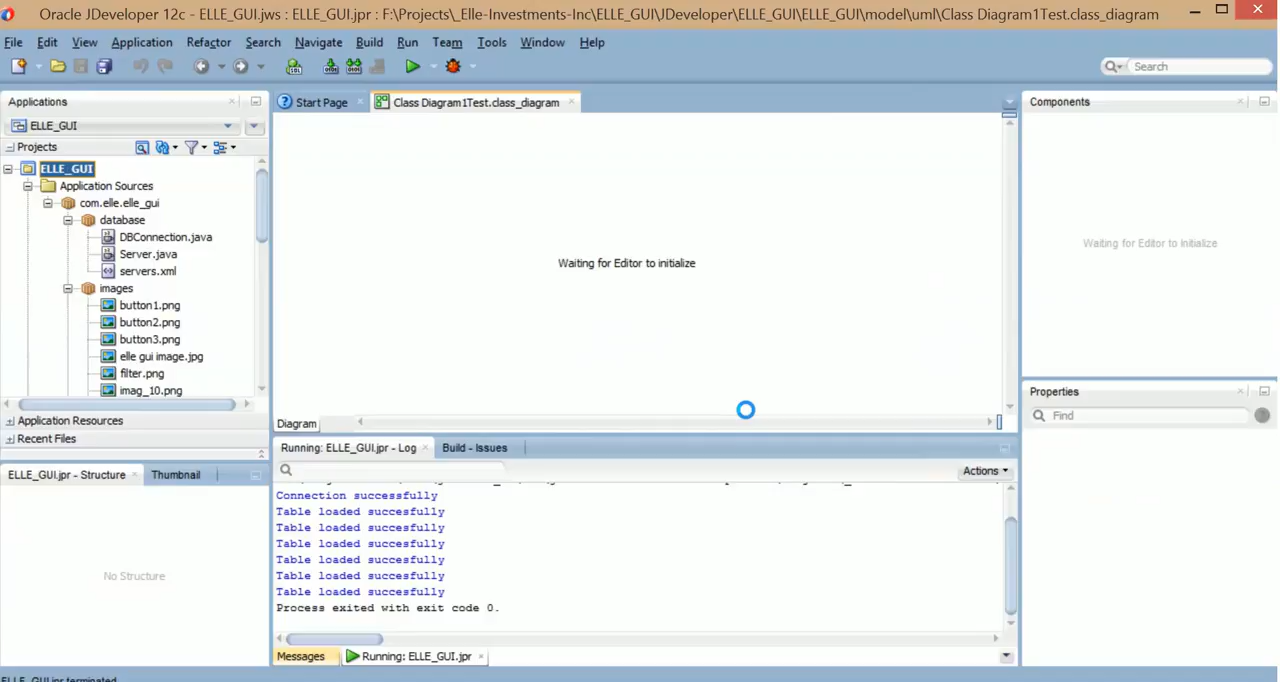 Oracle JDeveloper 12c - ELLE_GUI.jws : ELLE_GUI.jpr : F:\Projects\_Elle-Investments-Inc\ELLE_GUI\JDeveloper\ELLE_GUI\ELLE_GUI\model\uml\Class Diagram1Test.class_diagram
File Edit View Application Refactor Search Navigate Build Run Team Tools Window Help
Search
Applications
ELLE_GUI
Projects
ELLE_GUI
Application Sources
com.elle.elle_gui
database
DBConnection.java
Server.java
servers.xml
images
button1.png
button2.png
button3.png
elle gui image.jpg
filter.png
imag_10.png
Application Resources
Recent Files
ELLE_GUI.jpr - Structure Thumbnail
No Structure
Start Page Class Diagram1Test.class_diagram
Waiting for Editor to initialize
Diagram
Running: ELLE_GUI.jpr - Log Build - Issues
Actions
Connection successfully
Table loaded succesfully
Table loaded succesfully
Table loaded succesfully
Table loaded succesfully
Table loaded succesfully
Table loaded succesfully
Process exited with exit code 0.
Messages Running: ELLE_GUI.jpr
Components
Waiting for Editor to Initialize
Properties
Find
ELLE_GUI.jpr terminated